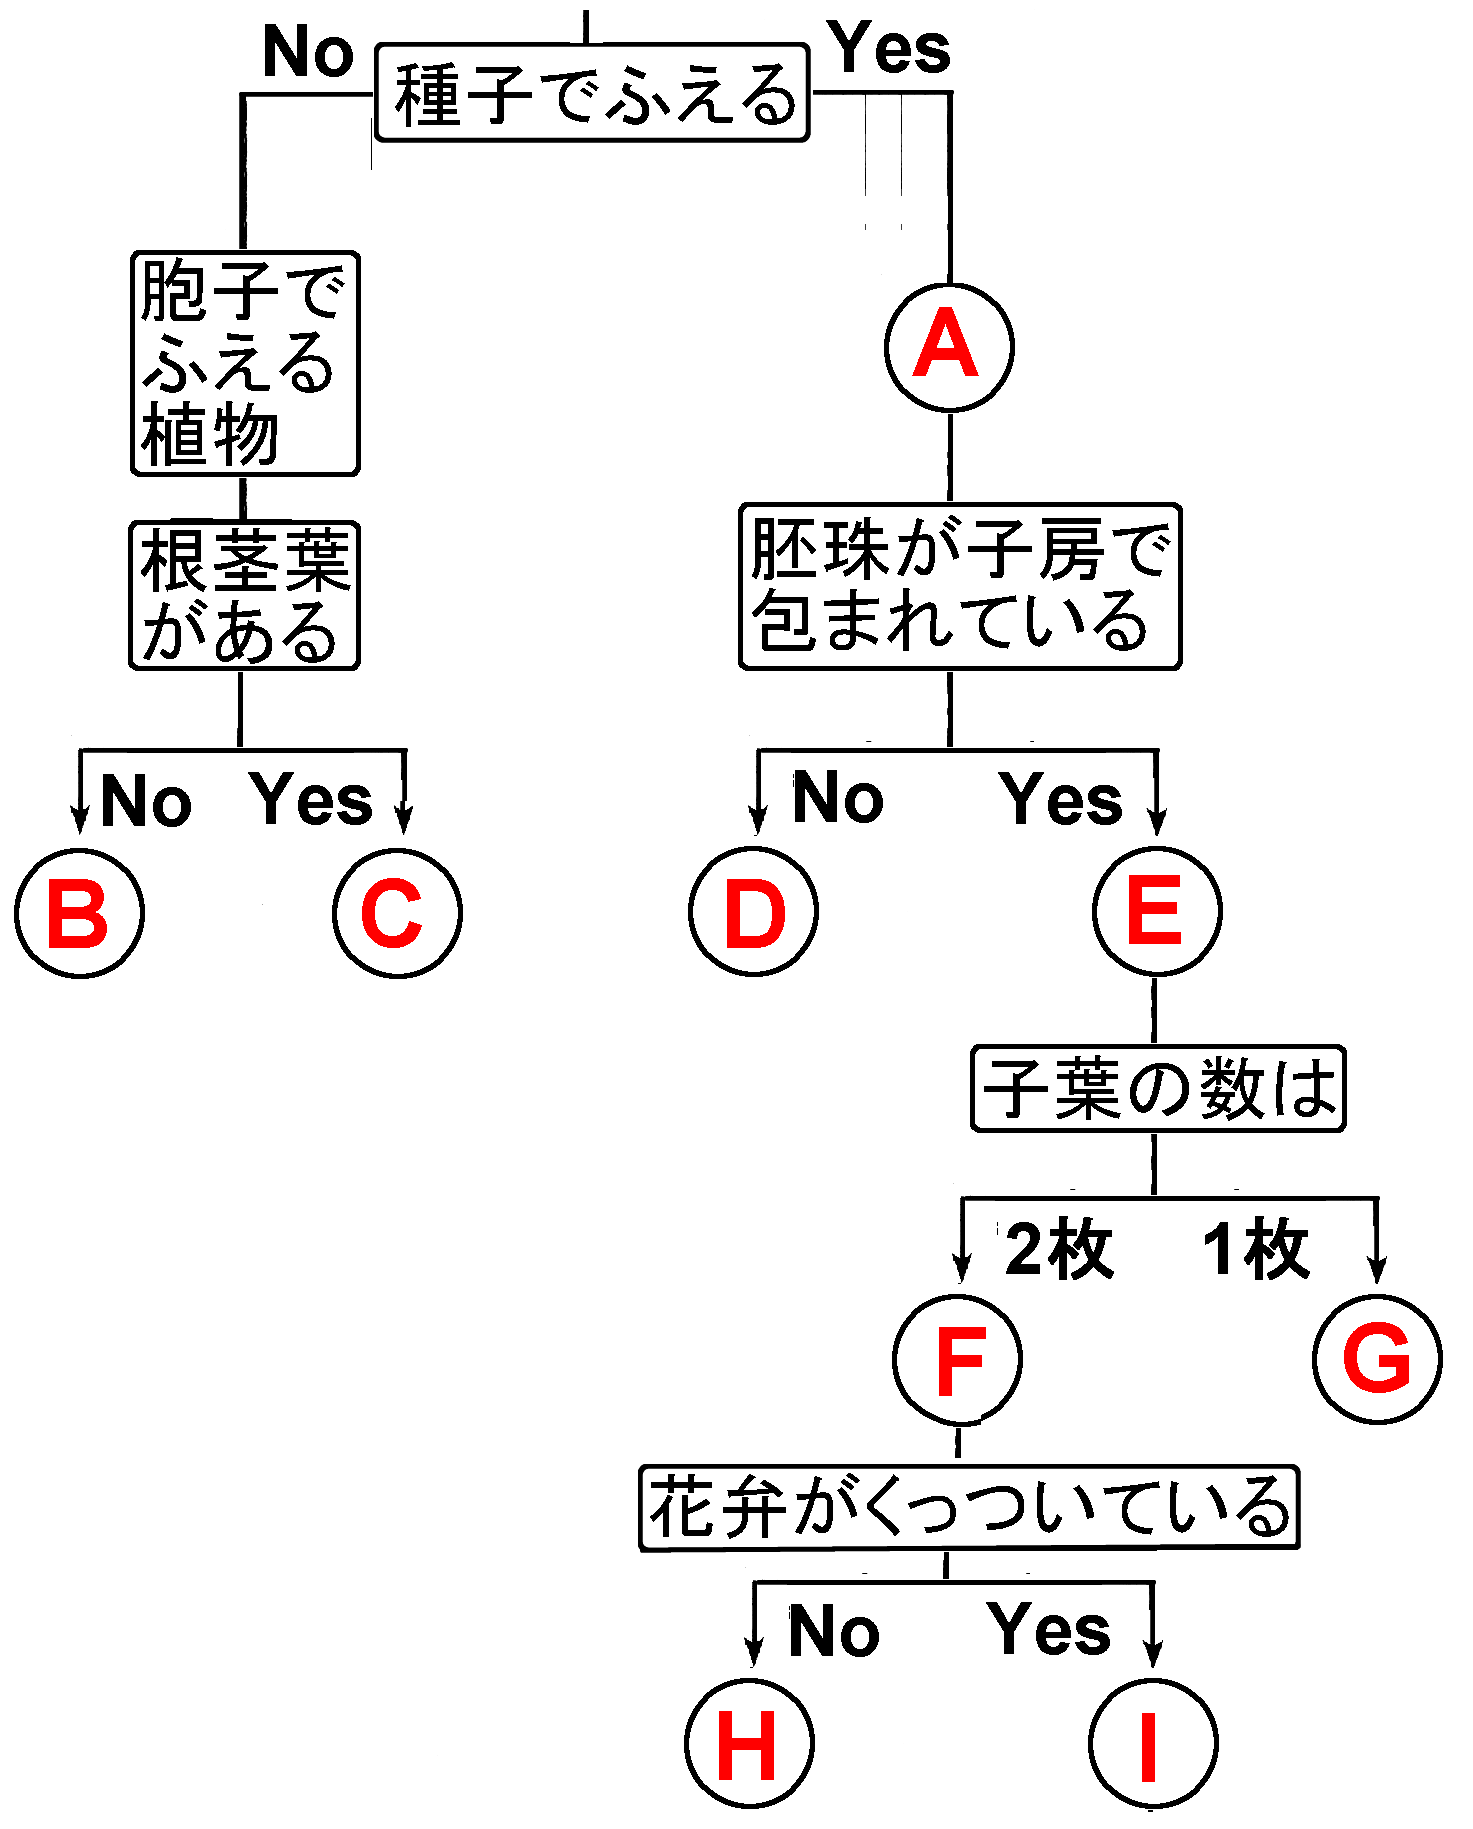 No
種子でふえる
Yes
胞子で
ふえる
植物
A
根茎葉
がある
胚珠が子房で
包まれている
No
Yes
No
Yes
B
C
D
E
子葉の数は
2枚
1枚
F
G
花弁がくっついている
No
Yes
H
I